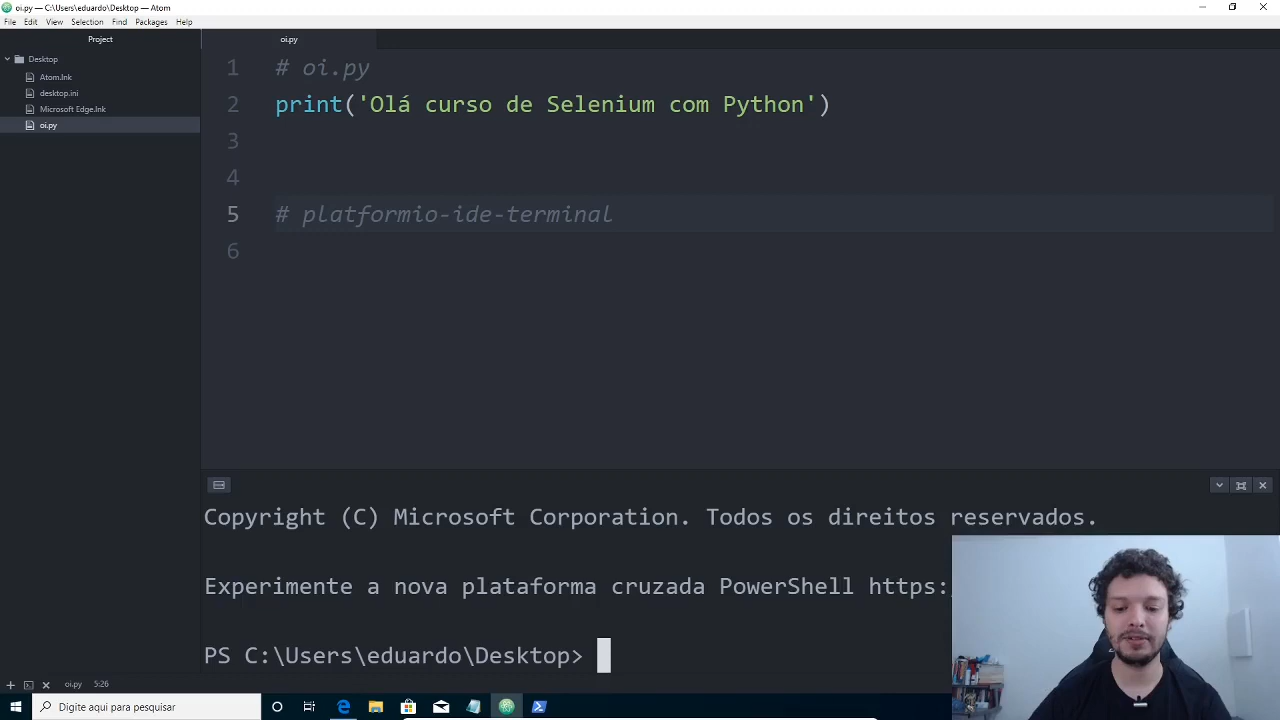 oi.py — C:\Users\eduardo\Desktop — Atom
File Edit View Selection Find Packages Help
Project
oi.py
Desktop
Atom.lnk
desktop.ini
Microsoft Edge.lnk
oi.py
1 # oi.py
2 print('Olá curso de Selenium com Python')
3
4
5 # platformio-ide-terminal
6
Copyright (C) Microsoft Corporation. Todos os direitos reservados.
Experimente a nova plataforma cruzada PowerShell https:/
PS C:\Users\eduardo\Desktop>
oi.py 5:26
Digite aqui para pesquisar